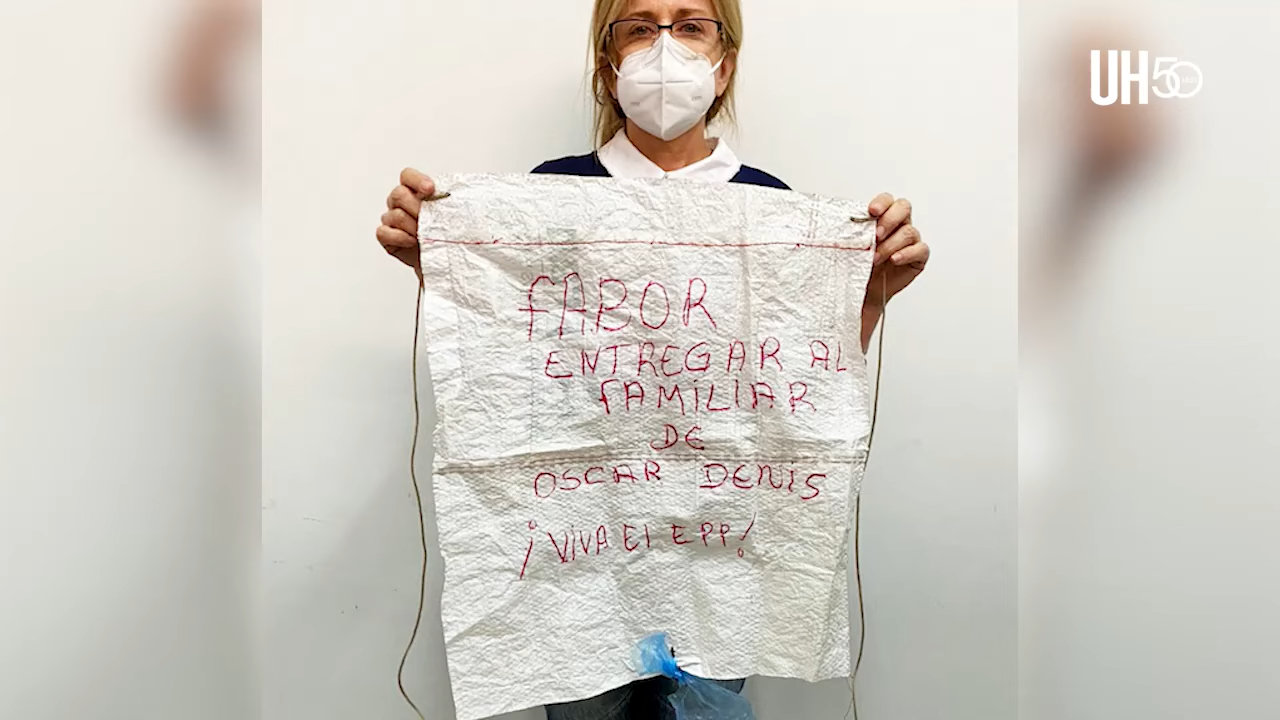 UH50
fABOR
ENTREGAR AL
fAMiLIAR
DE
OSCAR DENiS
¡VIVA El EPP!